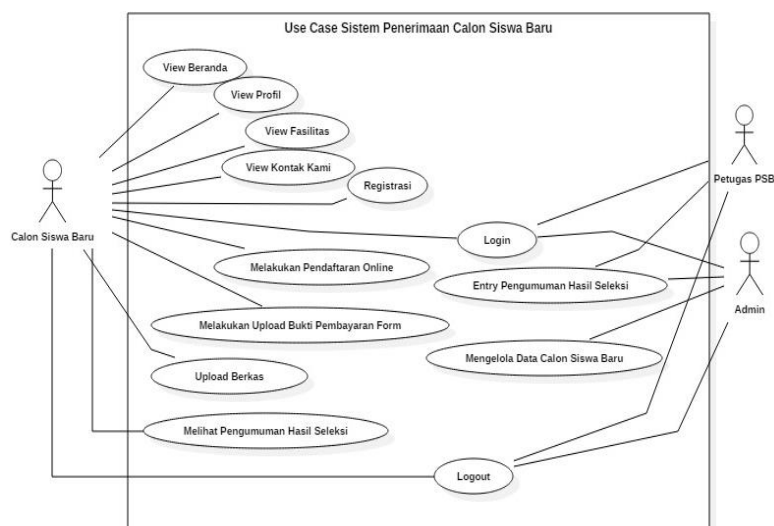 Use Case Sistem Penerimaan Calon Siswa Baru
View Beranda
View Profil
View Fasilitas
View Kontak Kami
Registrasi
Petugas PSB
Calon Siswa Baru
Login
Melakukan Pendaftaran Online
Entry Pengumuman Hasil Seleksi
Admin
Melakukan Upload Bukti Pembayaran Form
Mengelola Data Calon Siswa Baru
Upload Berkas
Melihat Pengumuman Hasil Seleksi
Logout